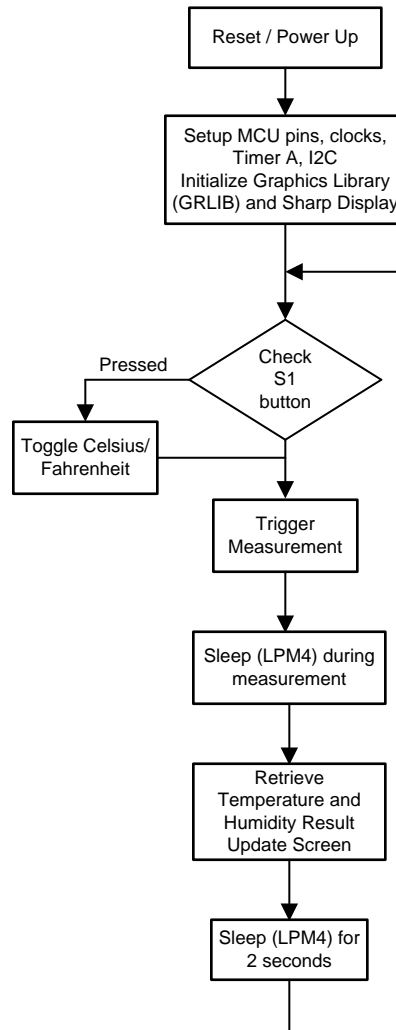 Reset / Power Up
Setup MCU pins, clocks,
Timer A, I2C
Initialize Graphics Library
(GRLIB) and Sharp Display
Check
S1
button
Pressed
Toggle Celsius/
Fahrenheit
Trigger
Measurement
Sleep (LPM4) during
measurement
Retrieve
Temperature and
Humidity Result
Update Screen
Sleep (LPM4) for
2 seconds